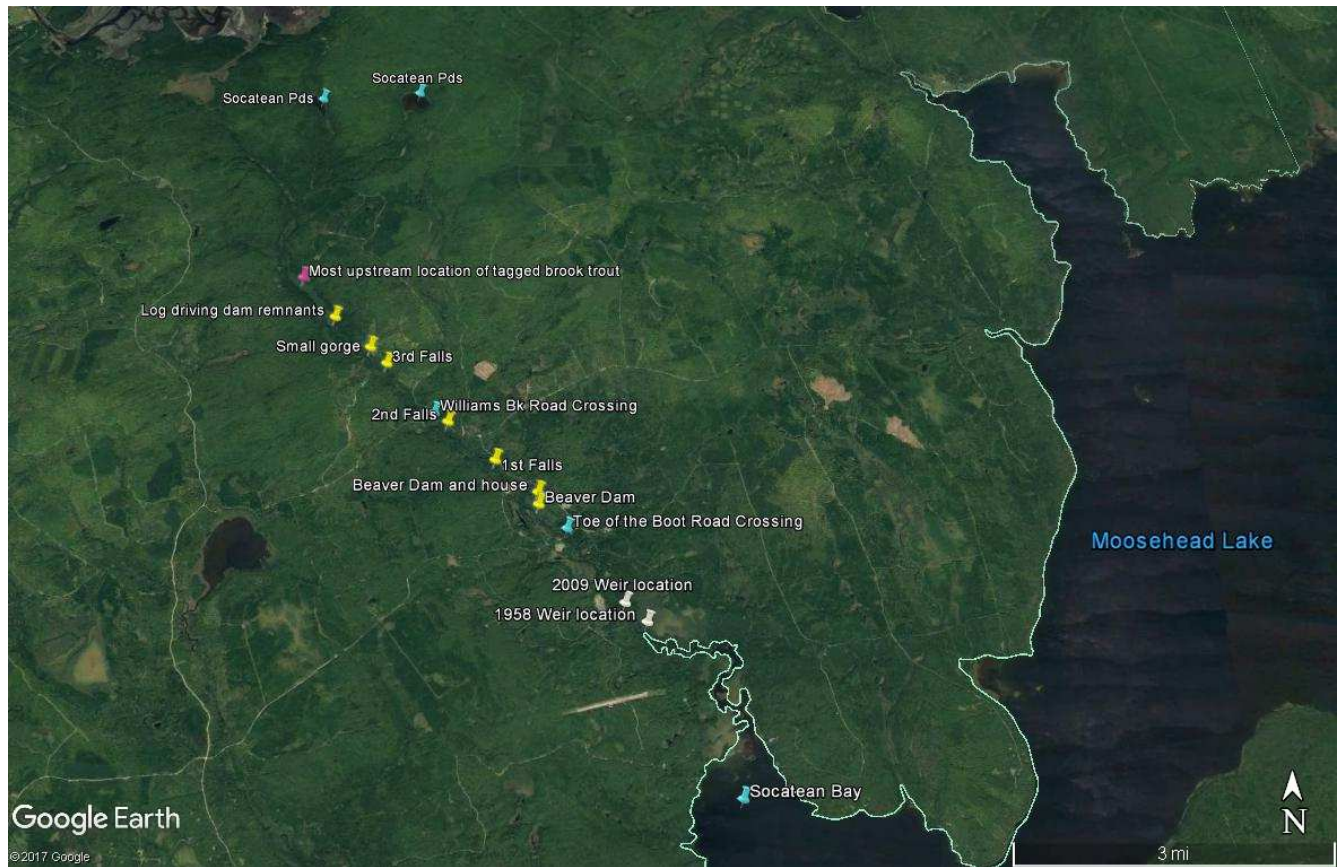 Socatean Pds
Socatean Pds
Most upstream location of tagged brook trout
Log driving dam remnants
Small gorge
3rd Falls
Williams Bk Road Crossing
2nd Falls
1st Falls
Beaver Dam and house
Beaver Dam
Toe of the Boot Road Crossing
Moosehead Lake
2009 Weir location
1958 Weir location
Socatean Bay
Google Earth
N
©2017 Google
3 mi